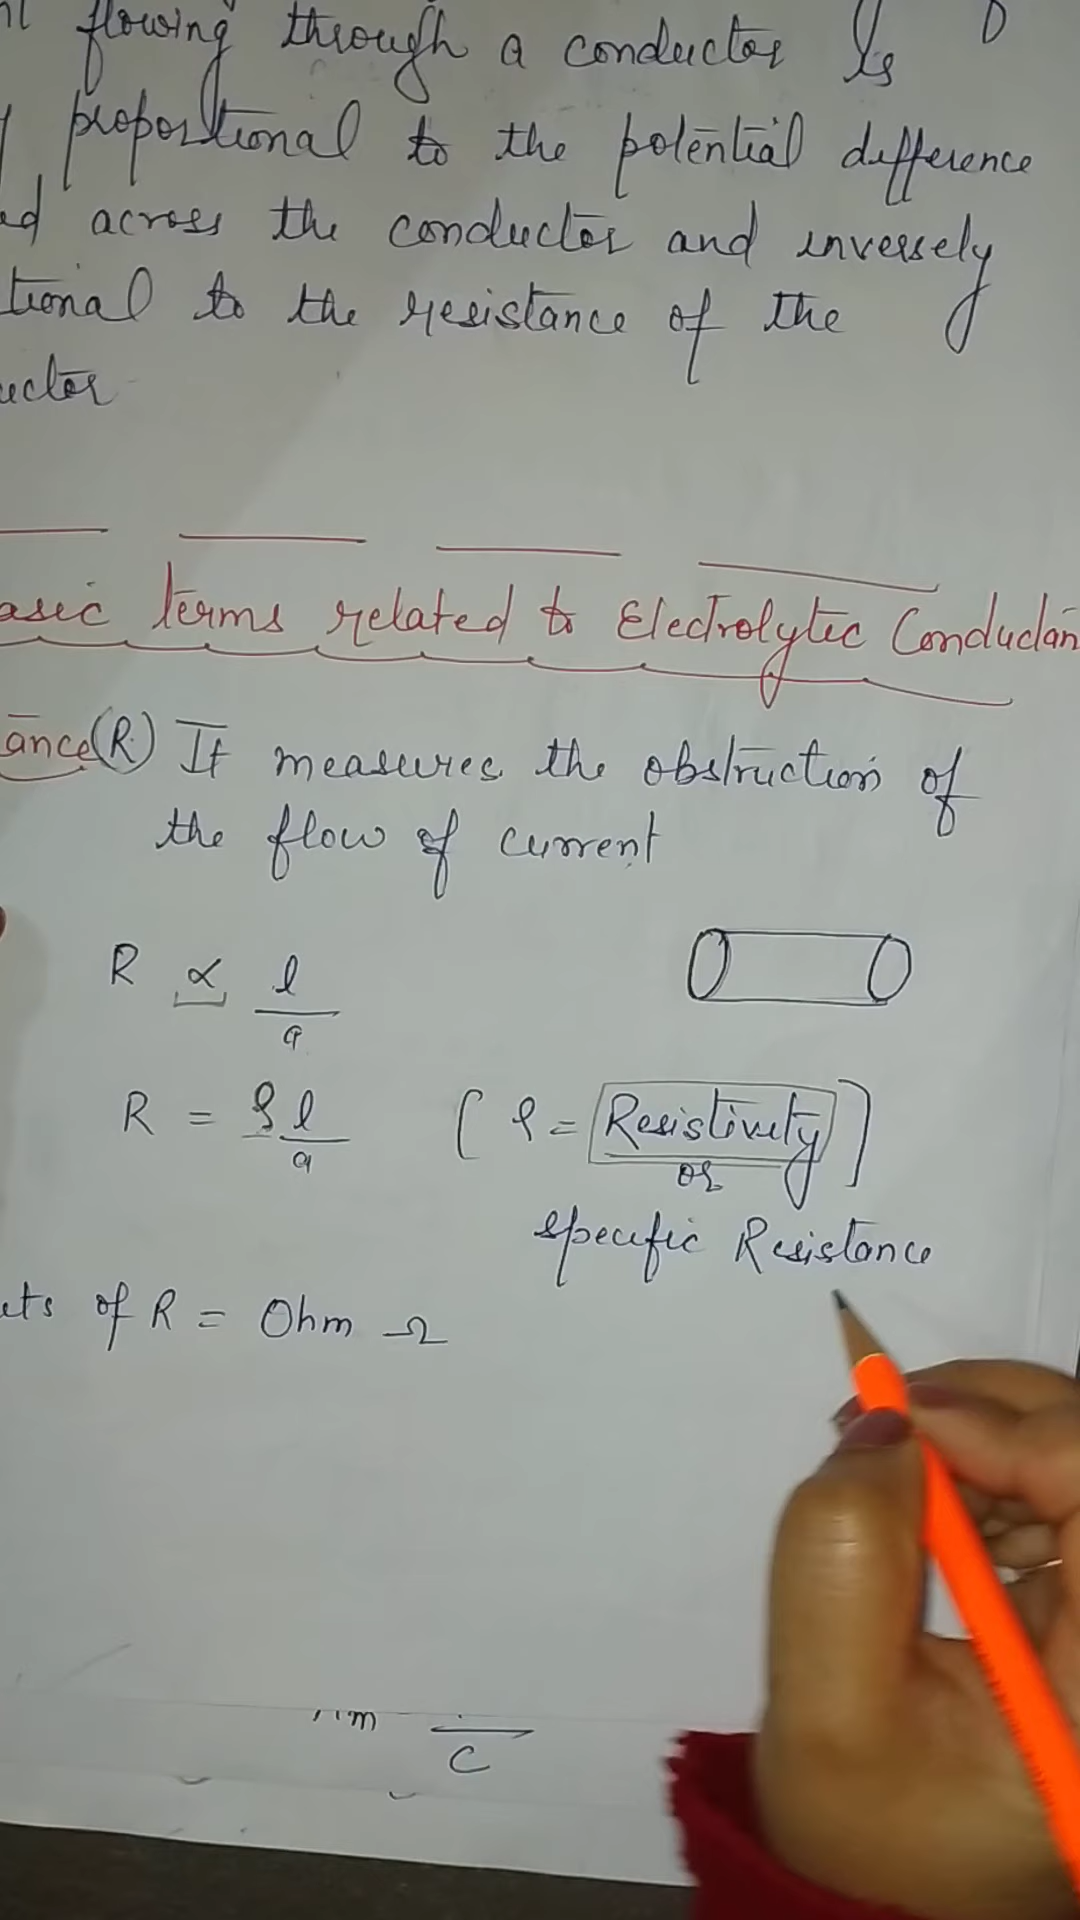 flowing through a conductor is
proportional to the potential difference
across the conductor and inversely
tional to the resistance of the
uctor
asic terms related to Electrolytic Conductan
ance (R) It measures the obstruction of
the flow of current
R ∝ l/a
R = ρ l/a [ρ = Resistivity]
or
specific Resistance
ets of R = Ohm Ω